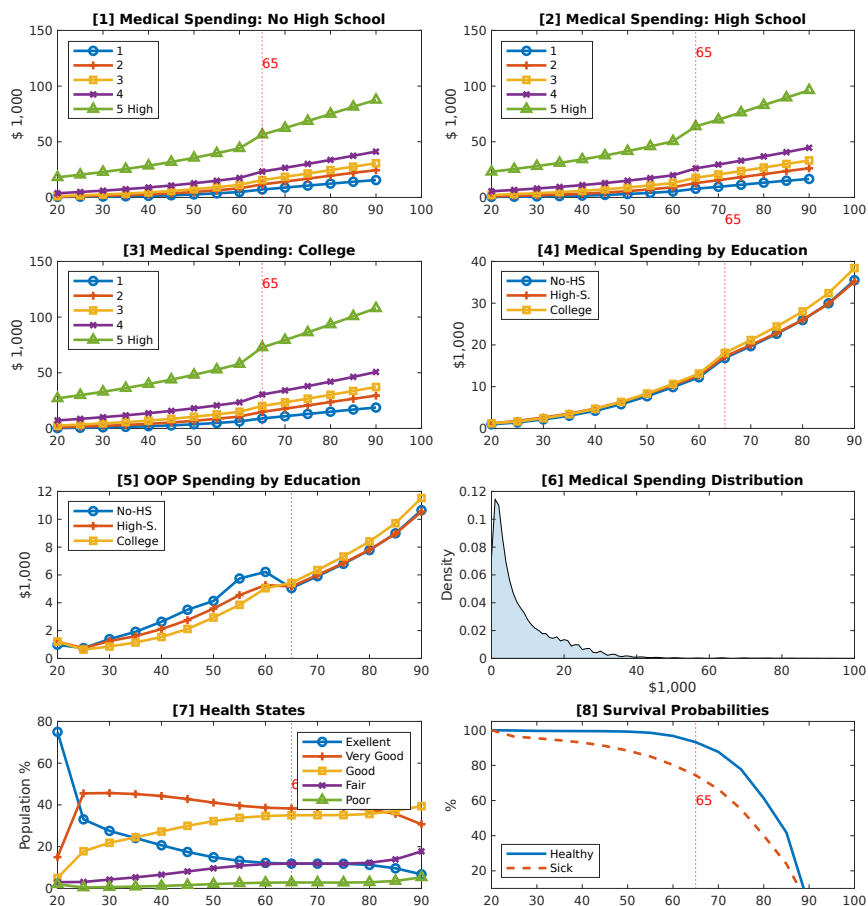 [1] Medical Spending: No High School
150
100
50
0
$ 1,000
1
2
3
4
5 High
65
20 30 40 50 60 70 80 90 100
[2] Medical Spending: High School
150
100
50
0
$ 1,000
1
2
3
4
5 High
65
20 30 40 50 60 70 80 90 100
65
[3] Medical Spending: College
150
100
50
0
$ 1,000
1
2
3
4
5 High
65
20 30 40 50 60 70 80 90 100
[4] Medical Spending by Education
40
30
20
10
0
$1,000
No-HS
High-S.
College
20 30 40 50 60 70 80 90
[5] OOP Spending by Education
12
10
8
6
4
2
0
$1,000
No-HS
High-S.
College
20 30 40 50 60 70 80 90
[6] Medical Spending Distribution
0.12
0.1
0.08
0.06
0.04
0.02
0
Density
0 20 40 60 80 100
$1,000
[7] Health States
80
60
40
20
0
Population %
Exellent
Very Good
Good
Fair
Poor
20 30 40 50 60 70 80 90
[8] Survival Probabilities
100
80
60
40
20
%
65
Healthy
Sick
20 30 40 50 60 70 80 90 100